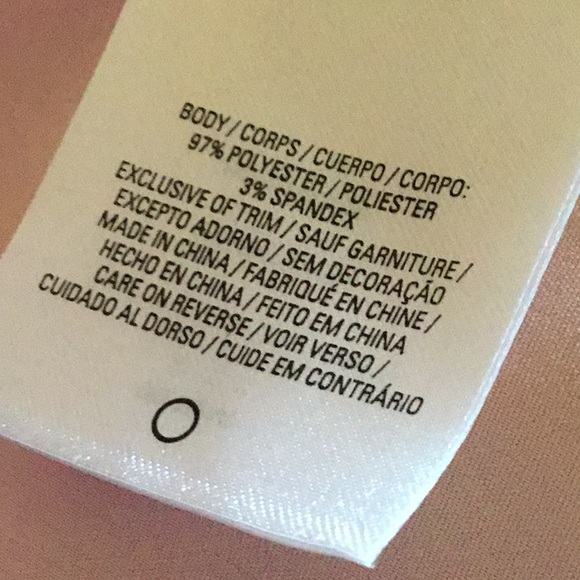 BODY / CORPS / CUERPO / CORPO:
97% POLYESTER / POLIESTER
3% SPANDEX
EXCLUSIVE OF TRIM / SAUF GARNITURE /
EXCEPTO ADORNO / SEM DECORAÇÃO
MADE IN CHINA / FABRIQUÉ EN CHINE /
HECHO EN CHINA / FEITO EM CHINA
CARE ON REVERSE / VOIR VERSO /
CUIDADO AL DORSO / CUIDE EM CONTRÁRIO